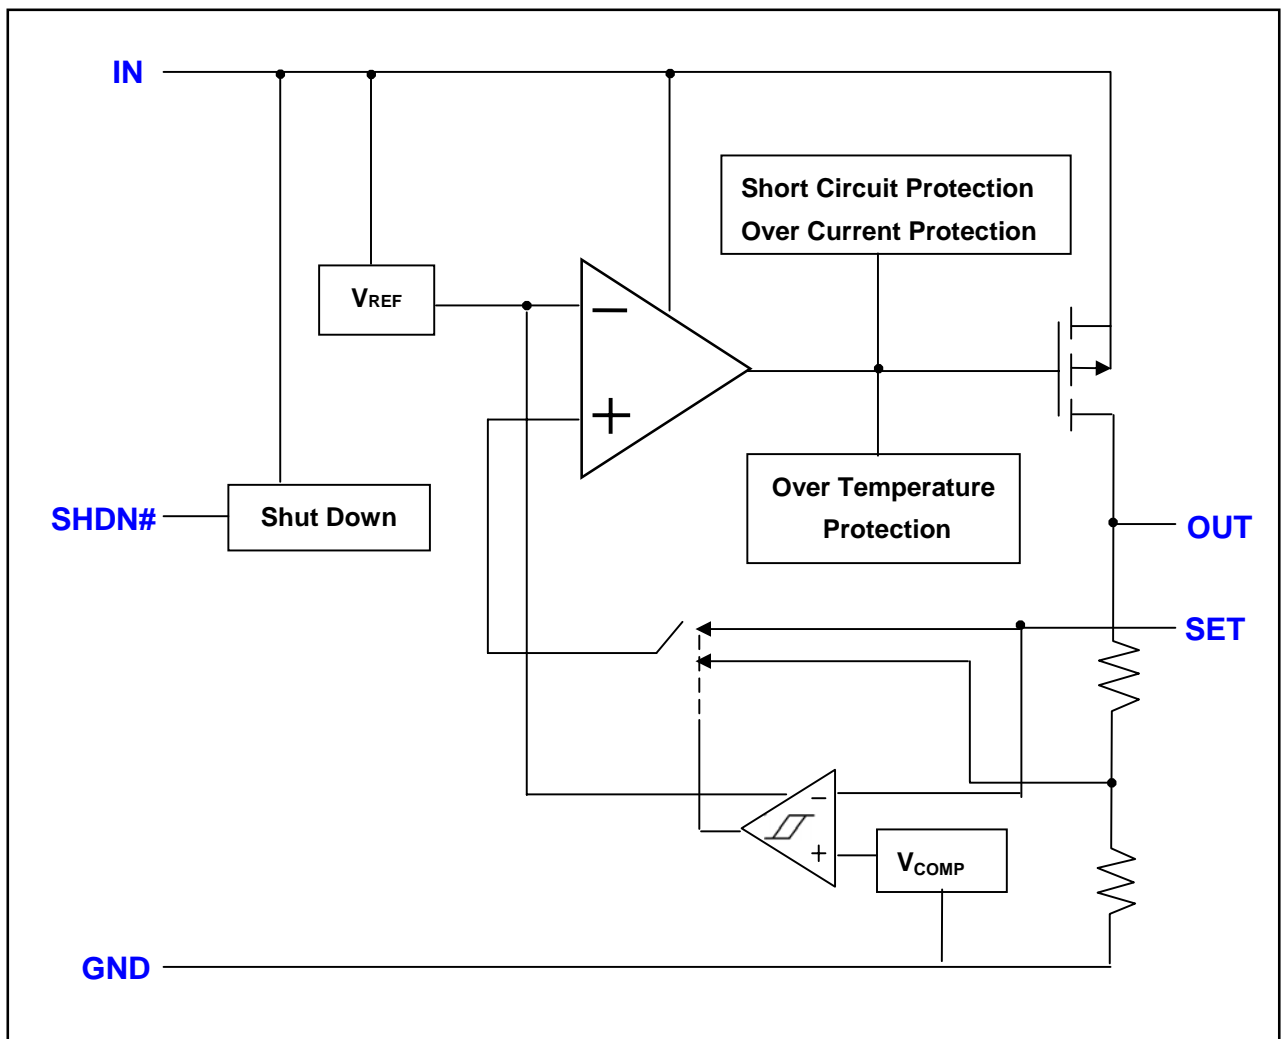 IN
Short Circuit Protection
Over Current Protection
VREF
−
+
Over Temperature
Protection
SHDN#
Shut Down
OUT
SET
−
+
VCOMP
GND